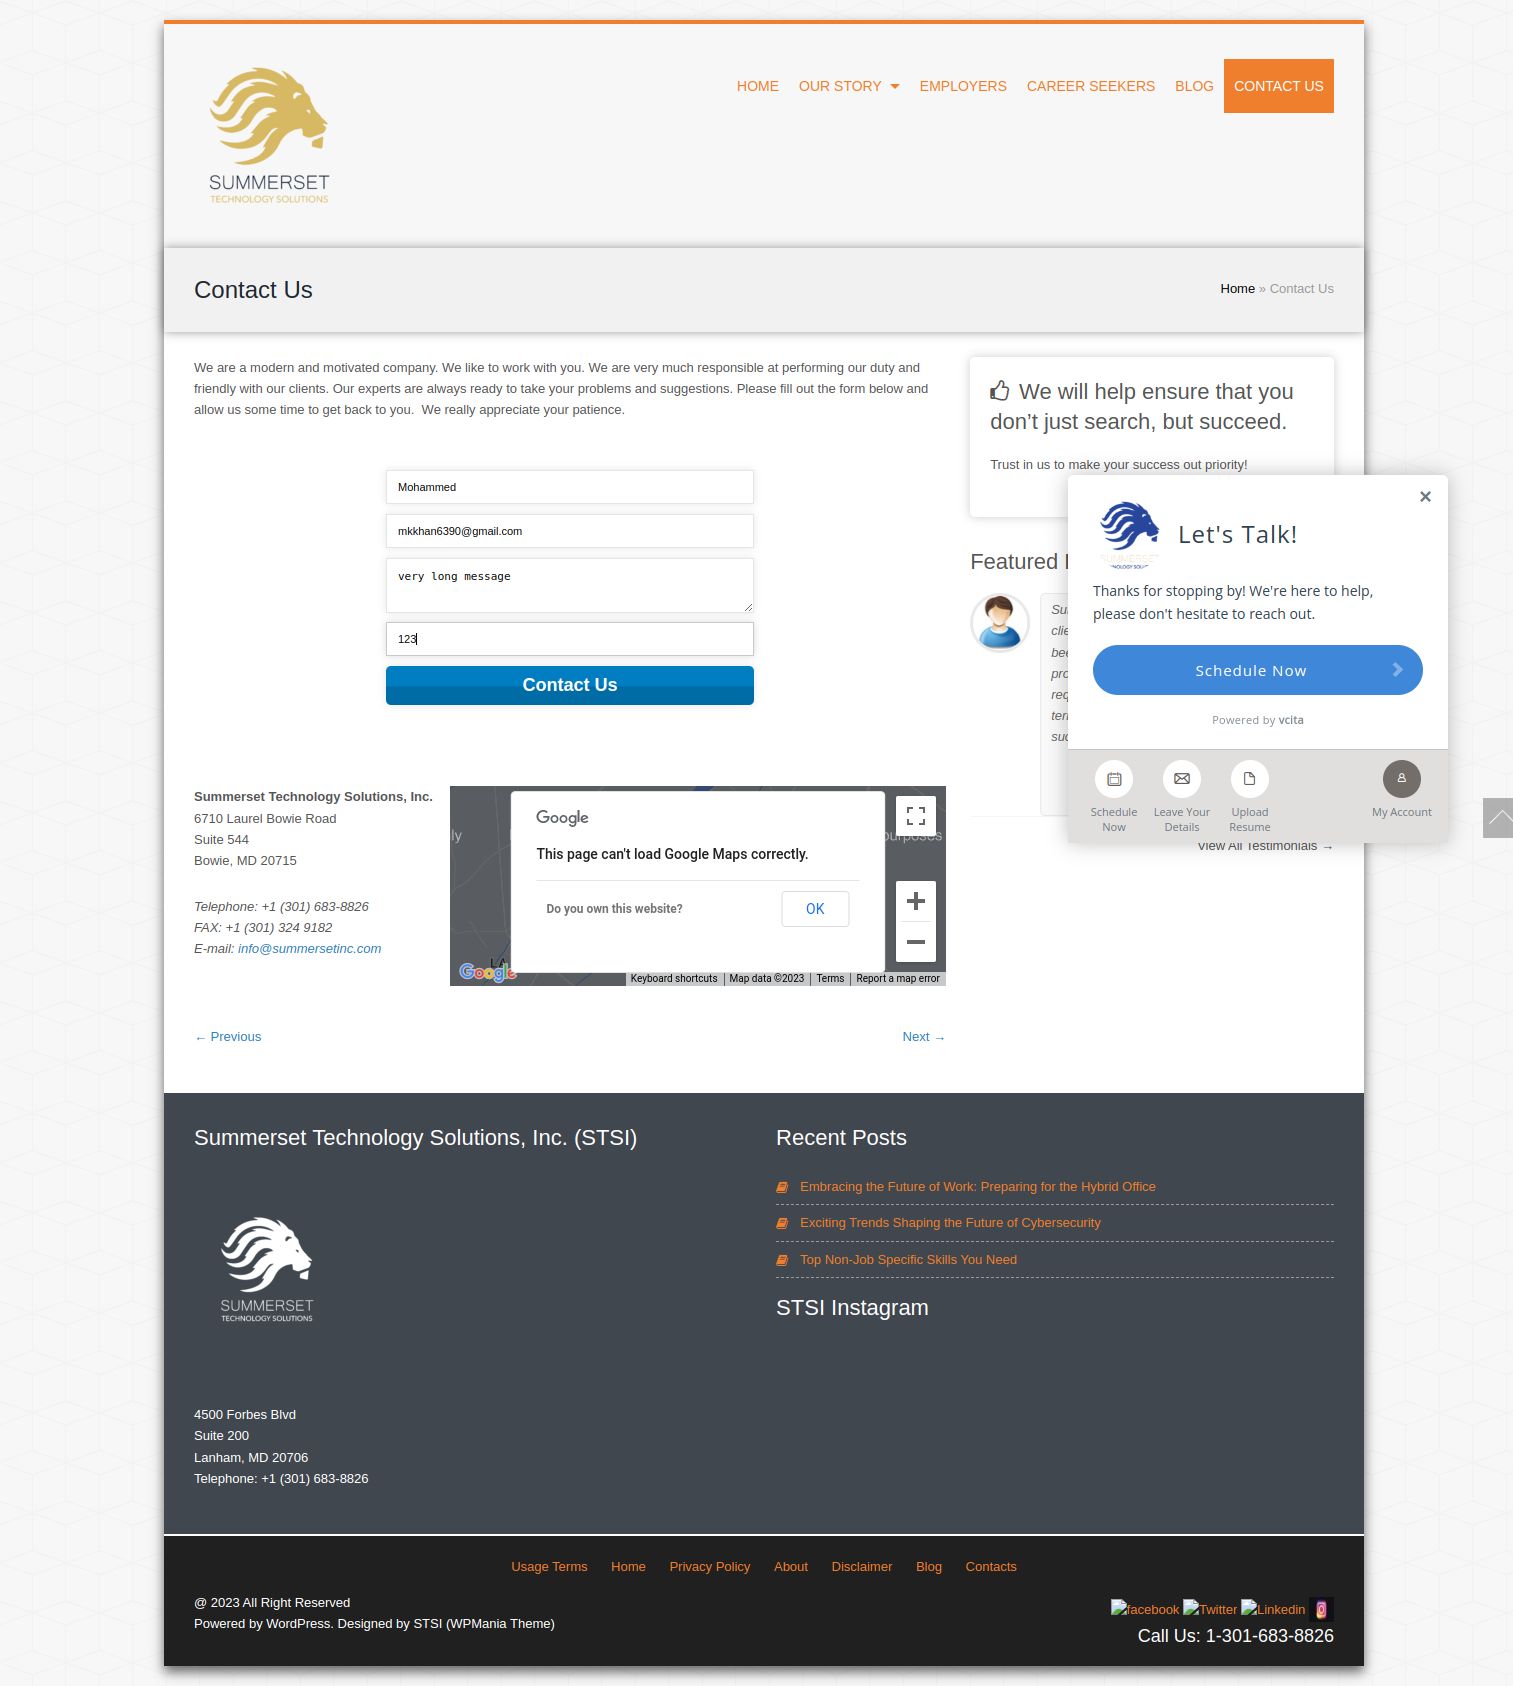 SUMMERSET
TECHNOLOGY SOLUTIONS
HOME OUR STORY EMPLOYERS CAREER SEEKERS BLOG CONTACT US
Contact Us
Home » Contact Us
We are a modern and motivated company. We like to work with you. We are very much responsible at performing our duty and
friendly with our clients. Our experts are always ready to take your problems and suggestions. Please fill out the form below and
allow us some time to get back to you. We really appreciate your patience.
Mohammed
mkkhan6390@gmail.com
very long message
123
Contact Us
We will help ensure that you
don’t just search, but succeed.
Trust in us to make your success out priority!
Featured
×
Let's Talk!
Thanks for stopping by! We're here to help,
please don't hesitate to reach out.
Schedule Now
Powered by vcita
Schedule
Now
Leave Your
Details
Upload
Resume
My Account
View All Testimonials →
Summerset Technology Solutions, Inc.
6710 Laurel Bowie Road
Suite 544
Bowie, MD 20715
Telephone: +1 (301) 683-8826
FAX: +1 (301) 324 9182
E-mail: info@summersetinc.com
Google
This page can't load Google Maps correctly.
Do you own this website?
OK
Google
Keyboard shortcuts Map data ©2023 Terms Report a map error
← Previous
Next →
Summerset Technology Solutions, Inc. (STSI)
SUMMERSET
TECHNOLOGY SOLUTIONS
4500 Forbes Blvd
Suite 200
Lanham, MD 20706
Telephone: +1 (301) 683-8826
Recent Posts
Embracing the Future of Work: Preparing for the Hybrid Office
Exciting Trends Shaping the Future of Cybersecurity
Top Non-Job Specific Skills You Need
STSI Instagram
Usage Terms Home Privacy Policy About Disclaimer Blog Contacts
@ 2023 All Right Reserved
Powered by WordPress. Designed by STSI (WPMania Theme)
facebook Twitter Linkedin
Call Us: 1-301-683-8826